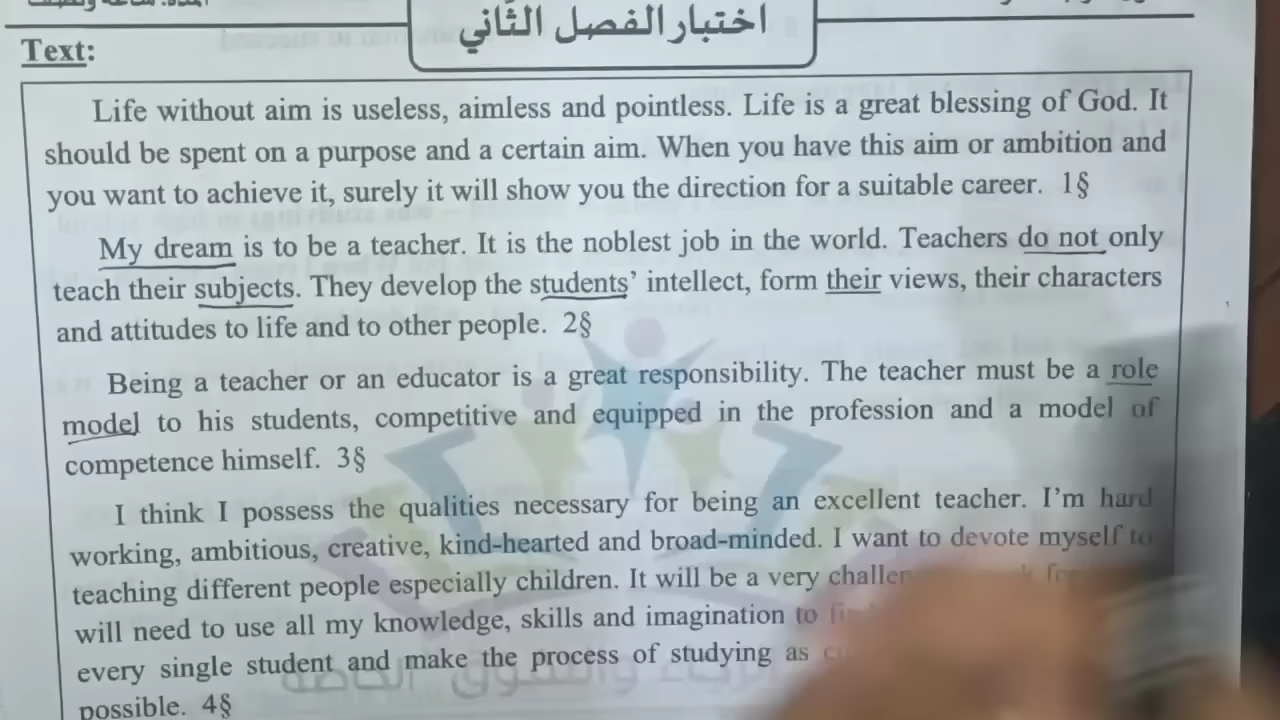 اختبار الفصل الثّاني
Text:
Life without aim is useless, aimless and pointless. Life is a great blessing of God. It
should be spent on a purpose and a certain aim. When you have this aim or ambition and
you want to achieve it, surely it will show you the direction for a suitable career. 1§
My dream is to be a teacher. It is the noblest job in the world. Teachers do not only
teach their subjects. They develop the students’ intellect, form their views, their characters
and attitudes to life and to other people. 2§
Being a teacher or an educator is a great responsibility. The teacher must be a role
model to his students, competitive and equipped in the profession and a model of
competence himself. 3§
I think I possess the qualities necessary for being an excellent teacher. I’m hard
working, ambitious, creative, kind-hearted and broad-minded. I want to devote myself to
teaching different people especially children. It will be a very
will need to use all my knowledge, skills and imagination to
every single student and make the process of studying as
possible. 4§